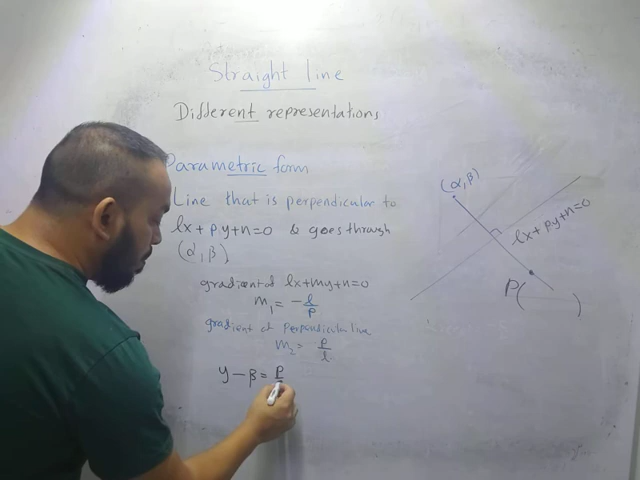 Straight line
Different representations
Parametric form
Line that is perpendicular to
lx + py + n = 0 & goes through
(α, β)
gradient of lx + my + n = 0
m₁ = - l/p
gradient of perpendicular line
m₂ = p/l
y - β = p
(α, β)
lx + py + n = 0
P( )